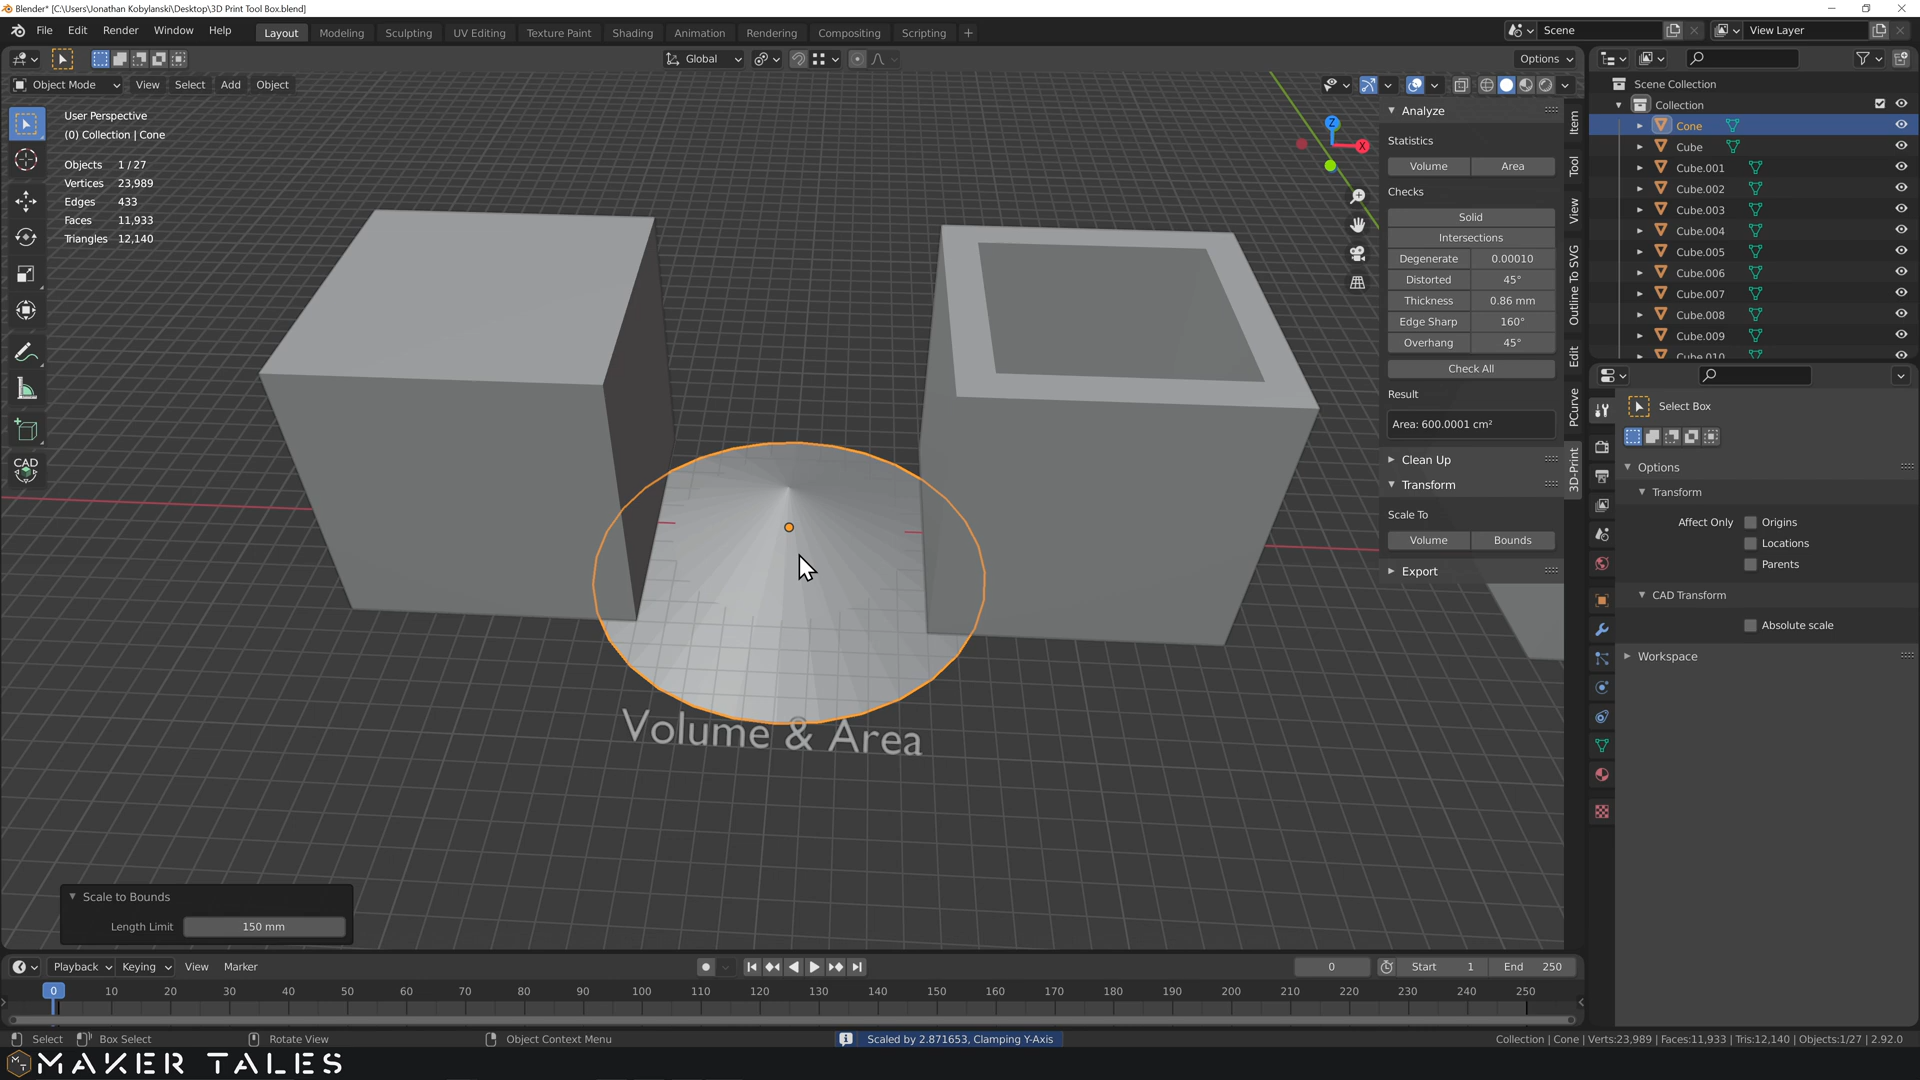 Blender* [C:\Users\Jonathan Kobylanski\Desktop\3D Print Tool Box.blend]
File Edit Render Window Help
Layout Modeling Sculpting UV Editing Texture Paint Shading Animation Rendering Compositing Scripting +
Scene
View Layer
Global
Options
Object Mode View Select Add Object
User Perspective
(0) Collection | Cone
Objects 1 / 27
Vertices 23,989
Edges 433
Faces 11,933
Triangles 12,140
CAD
Z
X
Analyze
Statistics
Volume Area
Checks
Solid
Intersections
Degenerate 0.00010
Distorted 45°
Thickness 0.86 mm
Edge Sharp 160°
Overhang 45°
Check All
Result
Area: 600.0001 cm²
Clean Up
Transform
Scale To
Volume Bounds
Export
Item
Tool
View
Outline To SVG
Edit
PCurve
3D-Print
Scene Collection
Collection
Cone
Cube
Cube.001
Cube.002
Cube.003
Cube.004
Cube.005
Cube.006
Cube.007
Cube.008
Cube.009
Cube.010
Select Box
Options
Transform
Affect Only Origins
Locations
Parents
CAD Transform
Absolute scale
Workspace
Volume & Area
Scale to Bounds
Length Limit 150 mm
Playback Keying View Marker
0 Start 1 End 250
0 10 20 30 40 50 60 70 80 90 100 110 120 130 140 150 160 170 180 190 200 210 220 230 240 250
Select Box Select Rotate View Object Context Menu
Scaled by 2.871653, Clamping Y-Axis
Collection | Cone | Verts:23,989 | Faces:11,933 | Tris:12,140 | Objects:1/27 | 2.92.0
MAKER TALES